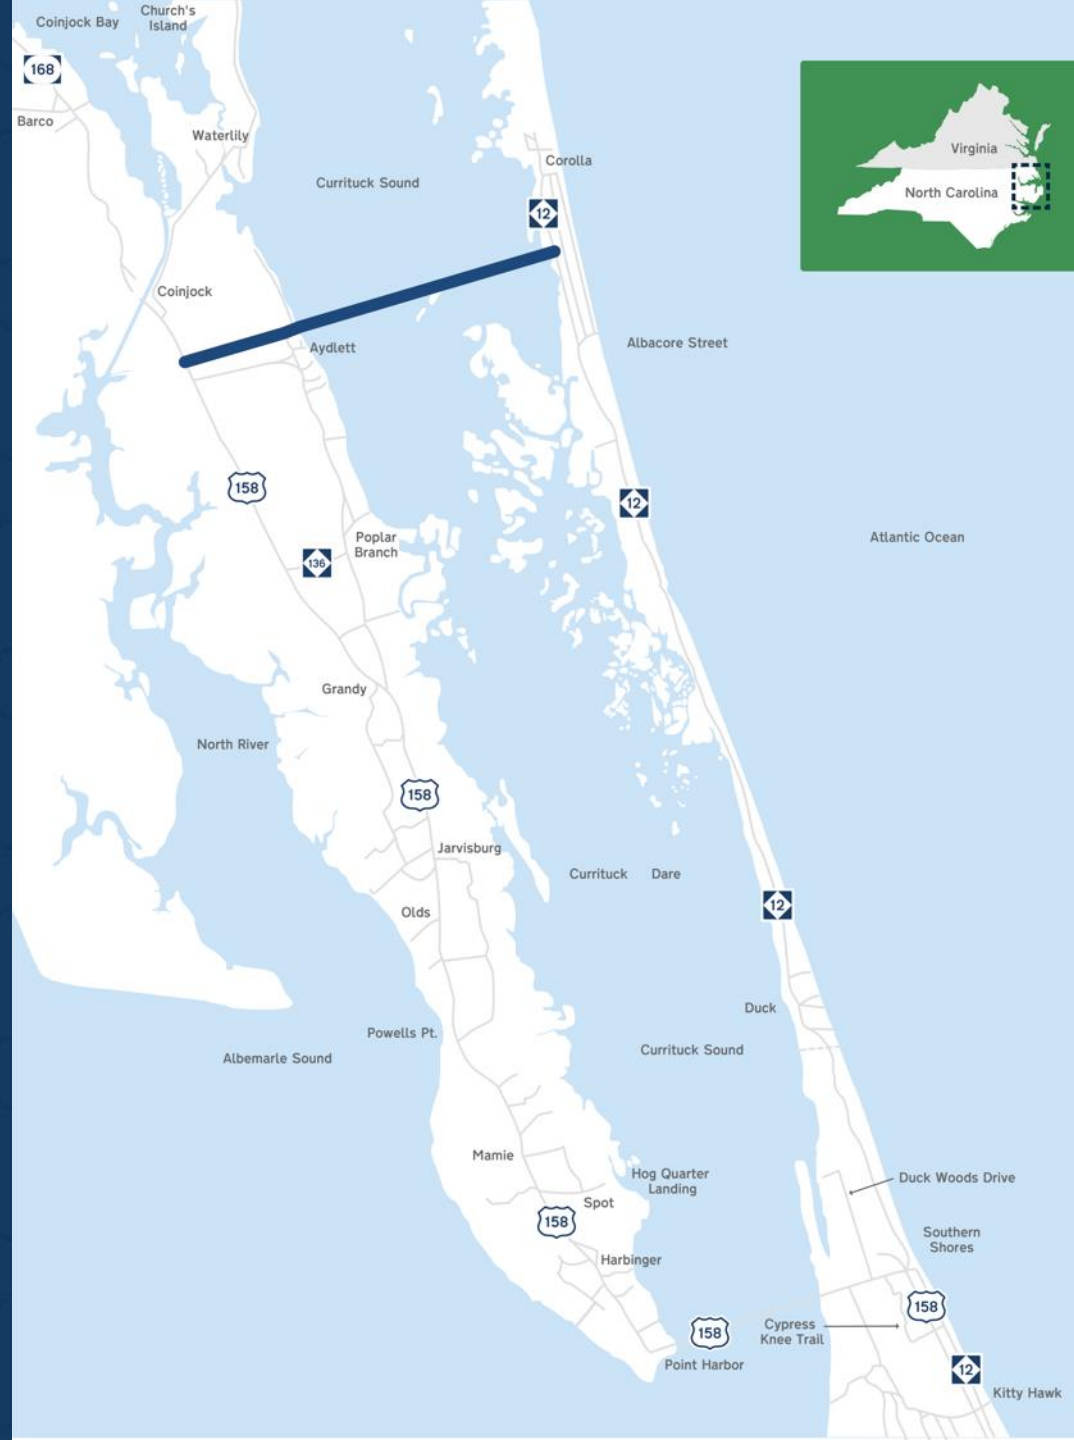 Coinjock Bay
Church's
Island
168
Barco
Waterlily
Currituck Sound
Corolla
12
Virginia
North Carolina
Coinjock
Aydlett
Albacore Street
158
12
136
Poplar
Branch
Atlantic Ocean
Grandy
North River
158
Jarvisburg
Currituck
Dare
12
Olds
Duck
Powells Pt.
Currituck Sound
Albemarle Sound
Mamie
Hog Quarter
Landing
Duck Woods Drive
Spot
158
Southern
Shores
Harbinger
158
158
Cypress
Knee Trail
Point Harbor
12
Kitty Hawk